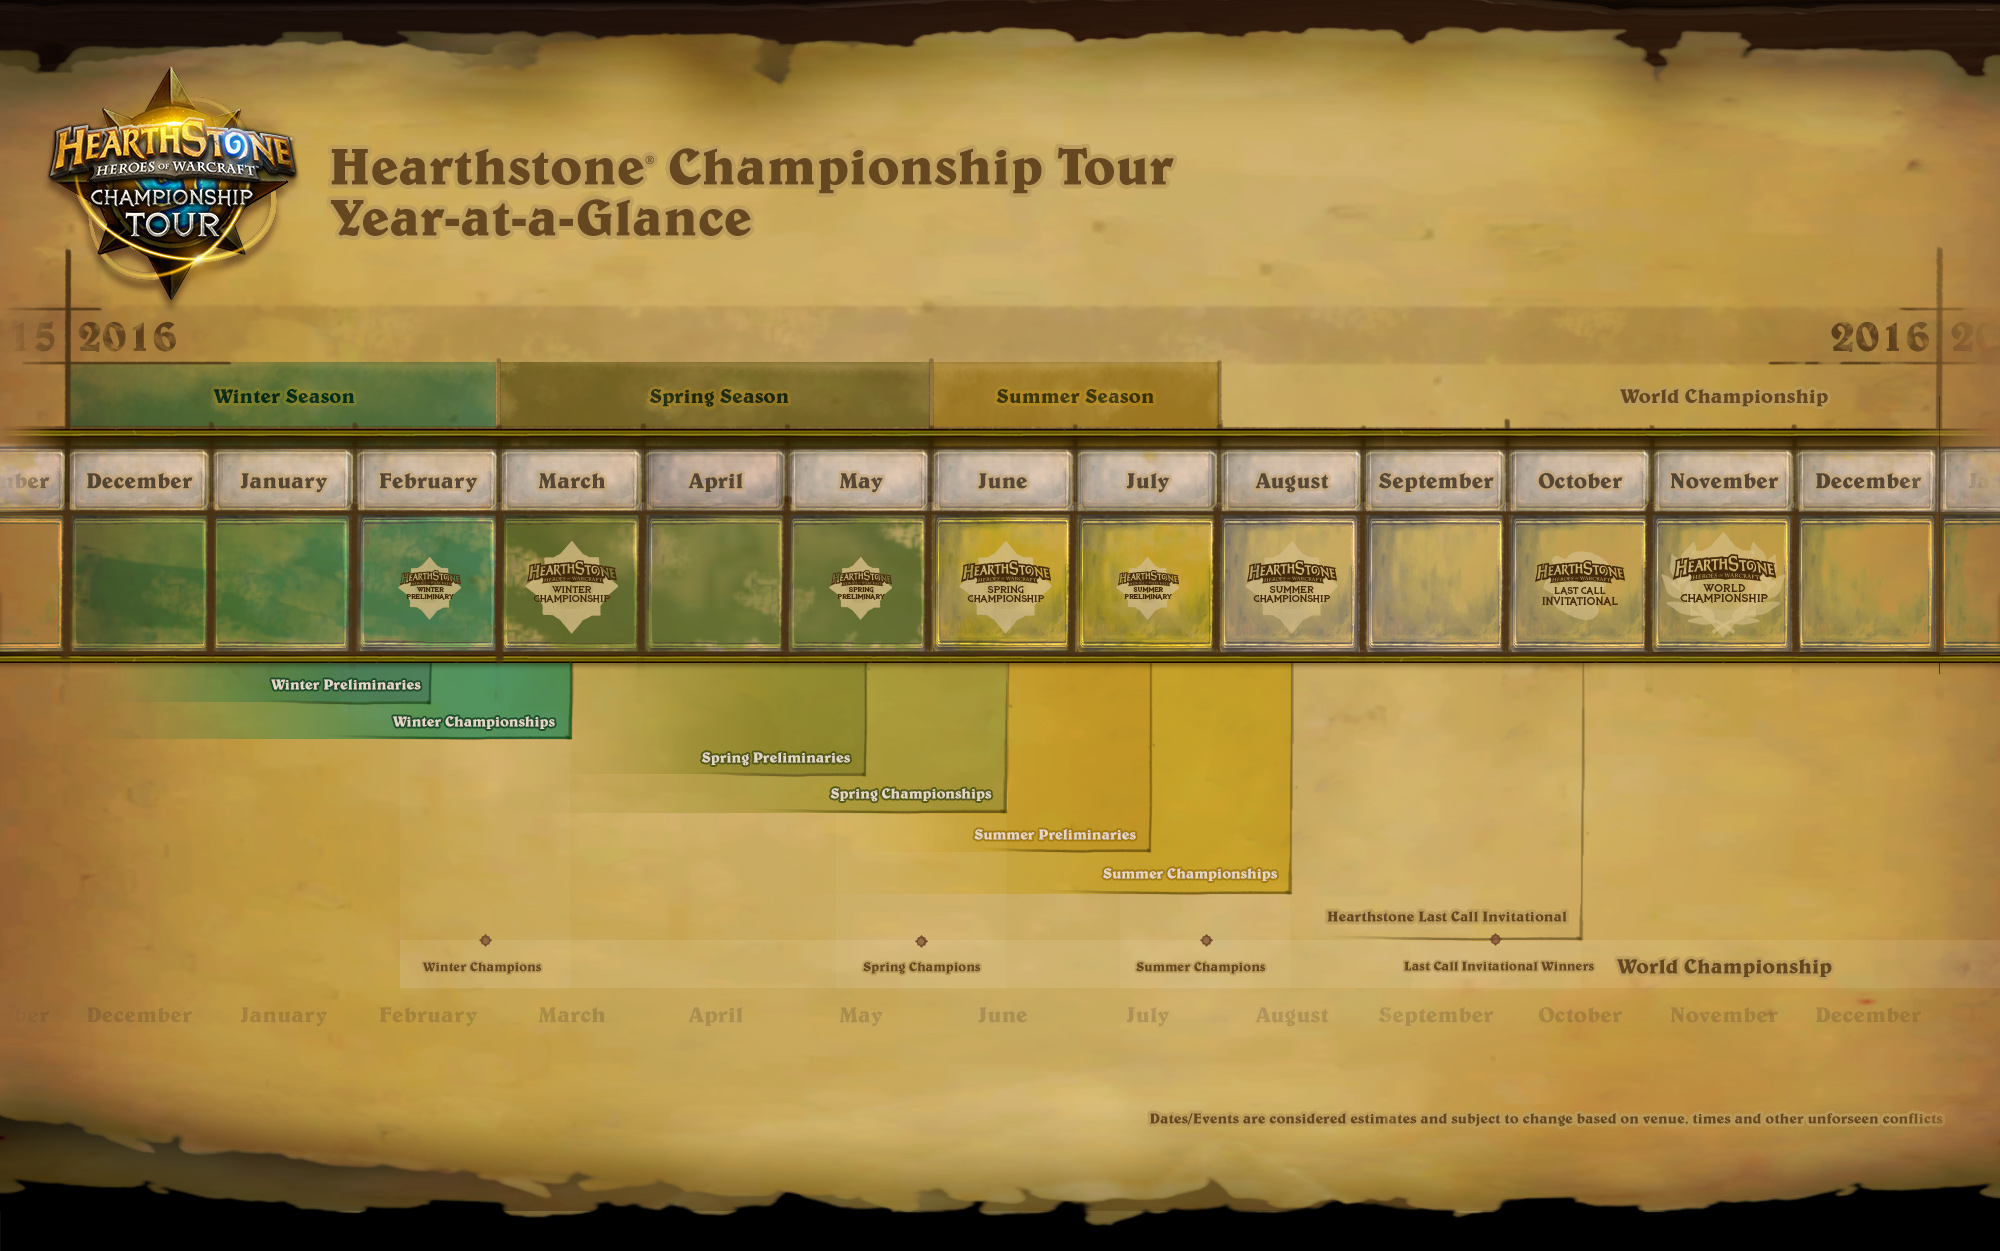 HEARTHSTONE
HEROES OF WARCRAFT
CHAMPIONSHIP
TOUR
Hearthstone® Championship Tour
Year-at-a-Glance
15 2016 2016 20
Winter Season Spring Season Summer Season World Championship
December January February March April May June July August September October November December Ja
HEARTHSTONE
HEROES OF WARCRAFT
WINTER
PRELIMINARY
HEARTHSTONE
HEROES OF WARCRAFT
WINTER
CHAMPIONSHIP
HEARTHSTONE
HEROES OF WARCRAFT
SPRING
PRELIMINARY
HEARTHSTONE
HEROES OF WARCRAFT
SPRING
CHAMPIONSHIP
HEARTHSTONE
HEROES OF WARCRAFT
SUMMER
PRELIMINARY
HEARTHSTONE
HEROES OF WARCRAFT
SUMMER
CHAMPIONSHIP
HEARTHSTONE
HEROES OF WARCRAFT
LAST CALL
INVITATIONAL
HEARTHSTONE
HEROES OF WARCRAFT
WORLD
CHAMPIONSHIP
Winter Preliminaries
Winter Championships
Spring Preliminaries
Spring Championships
Summer Preliminaries
Summer Championships
Hearthstone Last Call Invitational
Winter Champions Spring Champions Summer Champions Last Call Invitational Winners World Championship
ber December January February March April May June July August September October November December
Dates/Events are considered estimates and subject to change based on venue, times and other unforseen conflicts